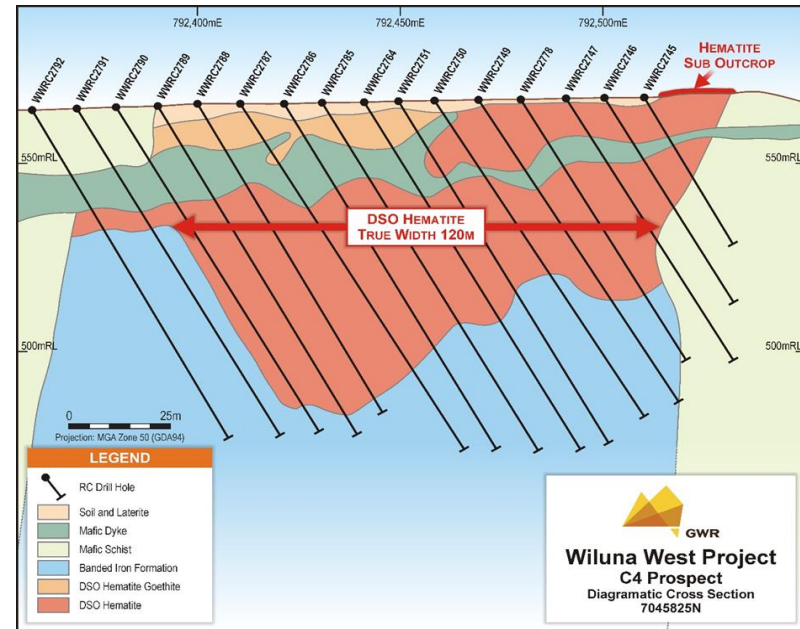 792,400mE
792,450mE
792,500mE
WWRC2792
WWRC2791
WWRC2790
WWRC2789
WWRC2788
WWRC2787
WWRC2786
WWRC2785
WWRC2764
WWRC2751
WWRC2750
WWRC2749
WWRC2778
WWRC2747
WWRC2746
WWRC2745
HEMATITE
SUB OUTCROP
550mRL
550mRL
DSO HEMATITE
TRUE WIDTH 120M
500mRL
500mRL
0
25m
Projection: MGA Zone 50 (GDA94)
LEGEND
RC Drill Hole
Soil and Laterite
Mafic Dyke
Mafic Schist
Banded Iron Formation
DSO Hematite Goethite
DSO Hematite
GWR
Wiluna West Project
C4 Prospect
Diagramatic Cross Section
7045825N